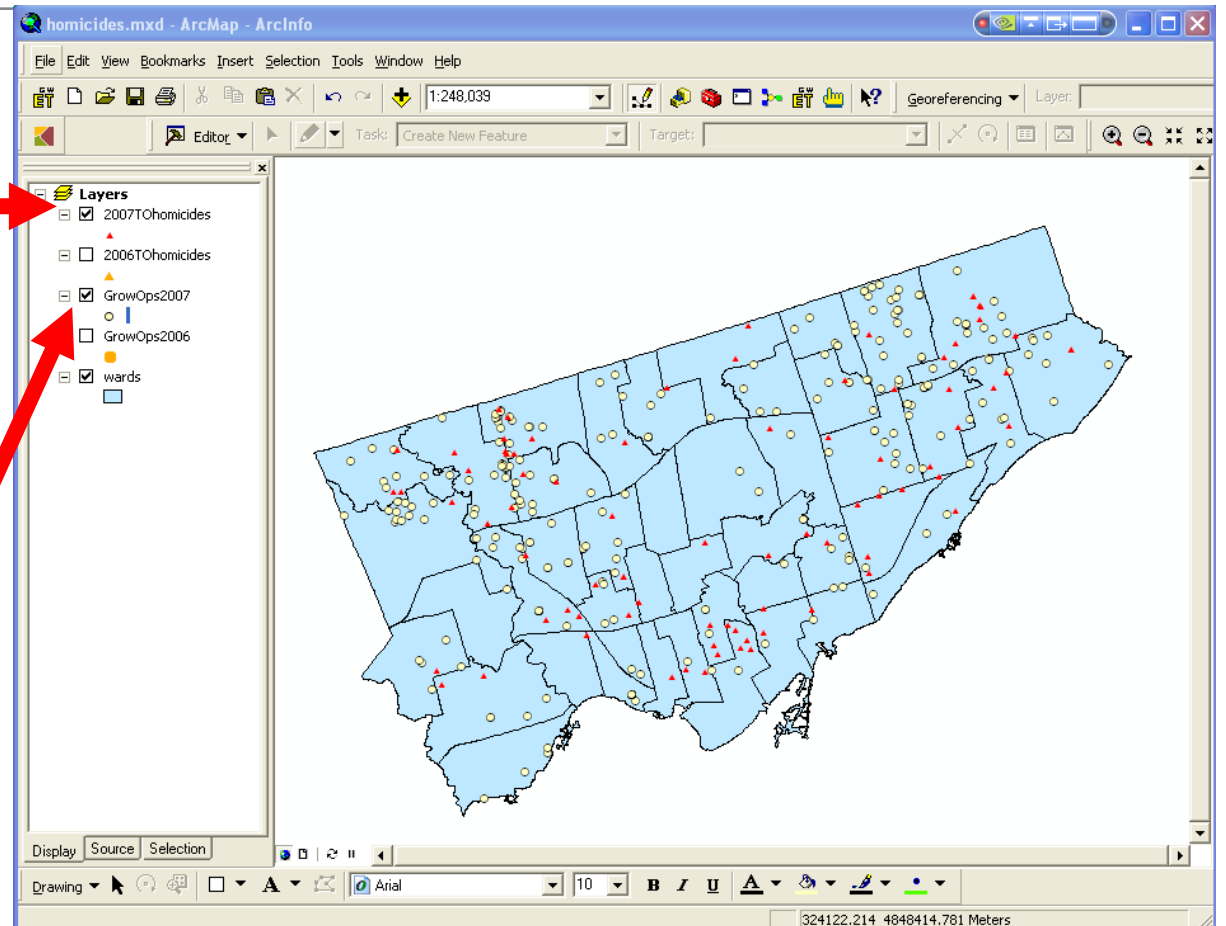 homicides.mxd - ArcMap - ArcInfo
File Edit View Bookmarks Insert Selection Tools Window Help
1:248,039 Georeferencing Layer:
Editor Task: Create New Feature Target:
Layers
2007TOhomicides
2006TOhomicides
GrowOps2007
GrowOps2006
wards
Display Source Selection
Drawing A Arial 10 B I U A
324122.214 4848414.781 Meters